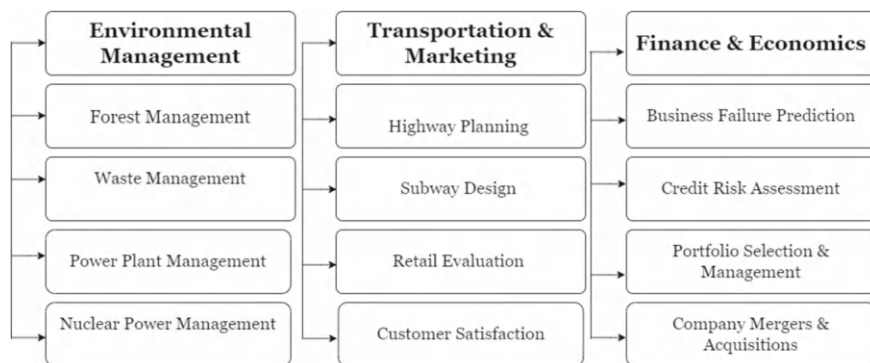 Environmental
Management
Forest Management
Waste Management
Power Plant Management
Nuclear Power Management
Transportation &
Marketing
Highway Planning
Subway Design
Retail Evaluation
Customer Satisfaction
Finance & Economics
Business Failure Prediction
Credit Risk Assessment
Portfolio Selection &
Management
Company Mergers &
Acquisitions